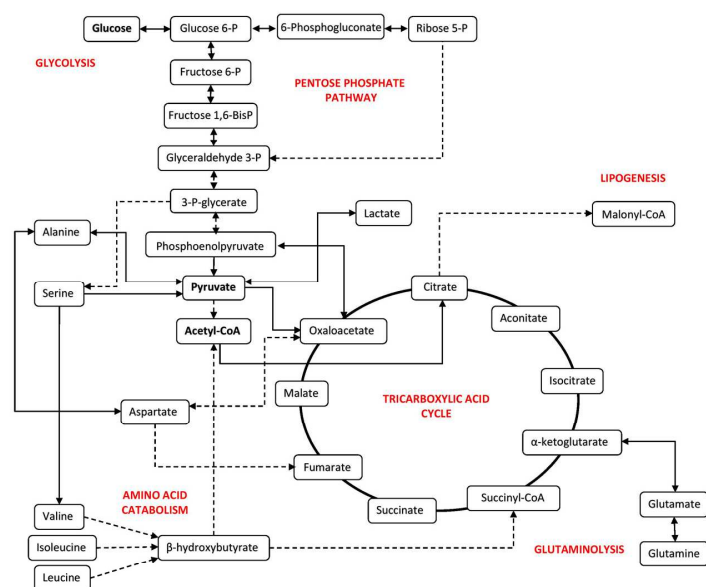 Glucose
Glucose 6-P
6-Phosphogluconate
Ribose 5-P
GLYCOLYSIS
Fructose 6-P
PENTOSE PHOSPHATE
PATHWAY
Fructose 1,6-BisP
Glyceraldehyde 3-P
LIPOGENESIS
3-P-glycerate
Lactate
Malonyl-CoA
Alanine
Phosphoenolpyruvate
Serine
Pyruvate
Citrate
Acetyl-CoA
Oxaloacetate
Aconitate
Isocitrate
Malate
TRICARBOXYLIC ACID
CYCLE
Aspartate
α-ketoglutarate
Fumarate
AMINO ACID
CATABOLISM
Succinyl-CoA
Succinate
Glutamate
Valine
Isoleucine
β-hydroxybutyrate
GLUTAMINOLYSIS
Glutamine
Leucine